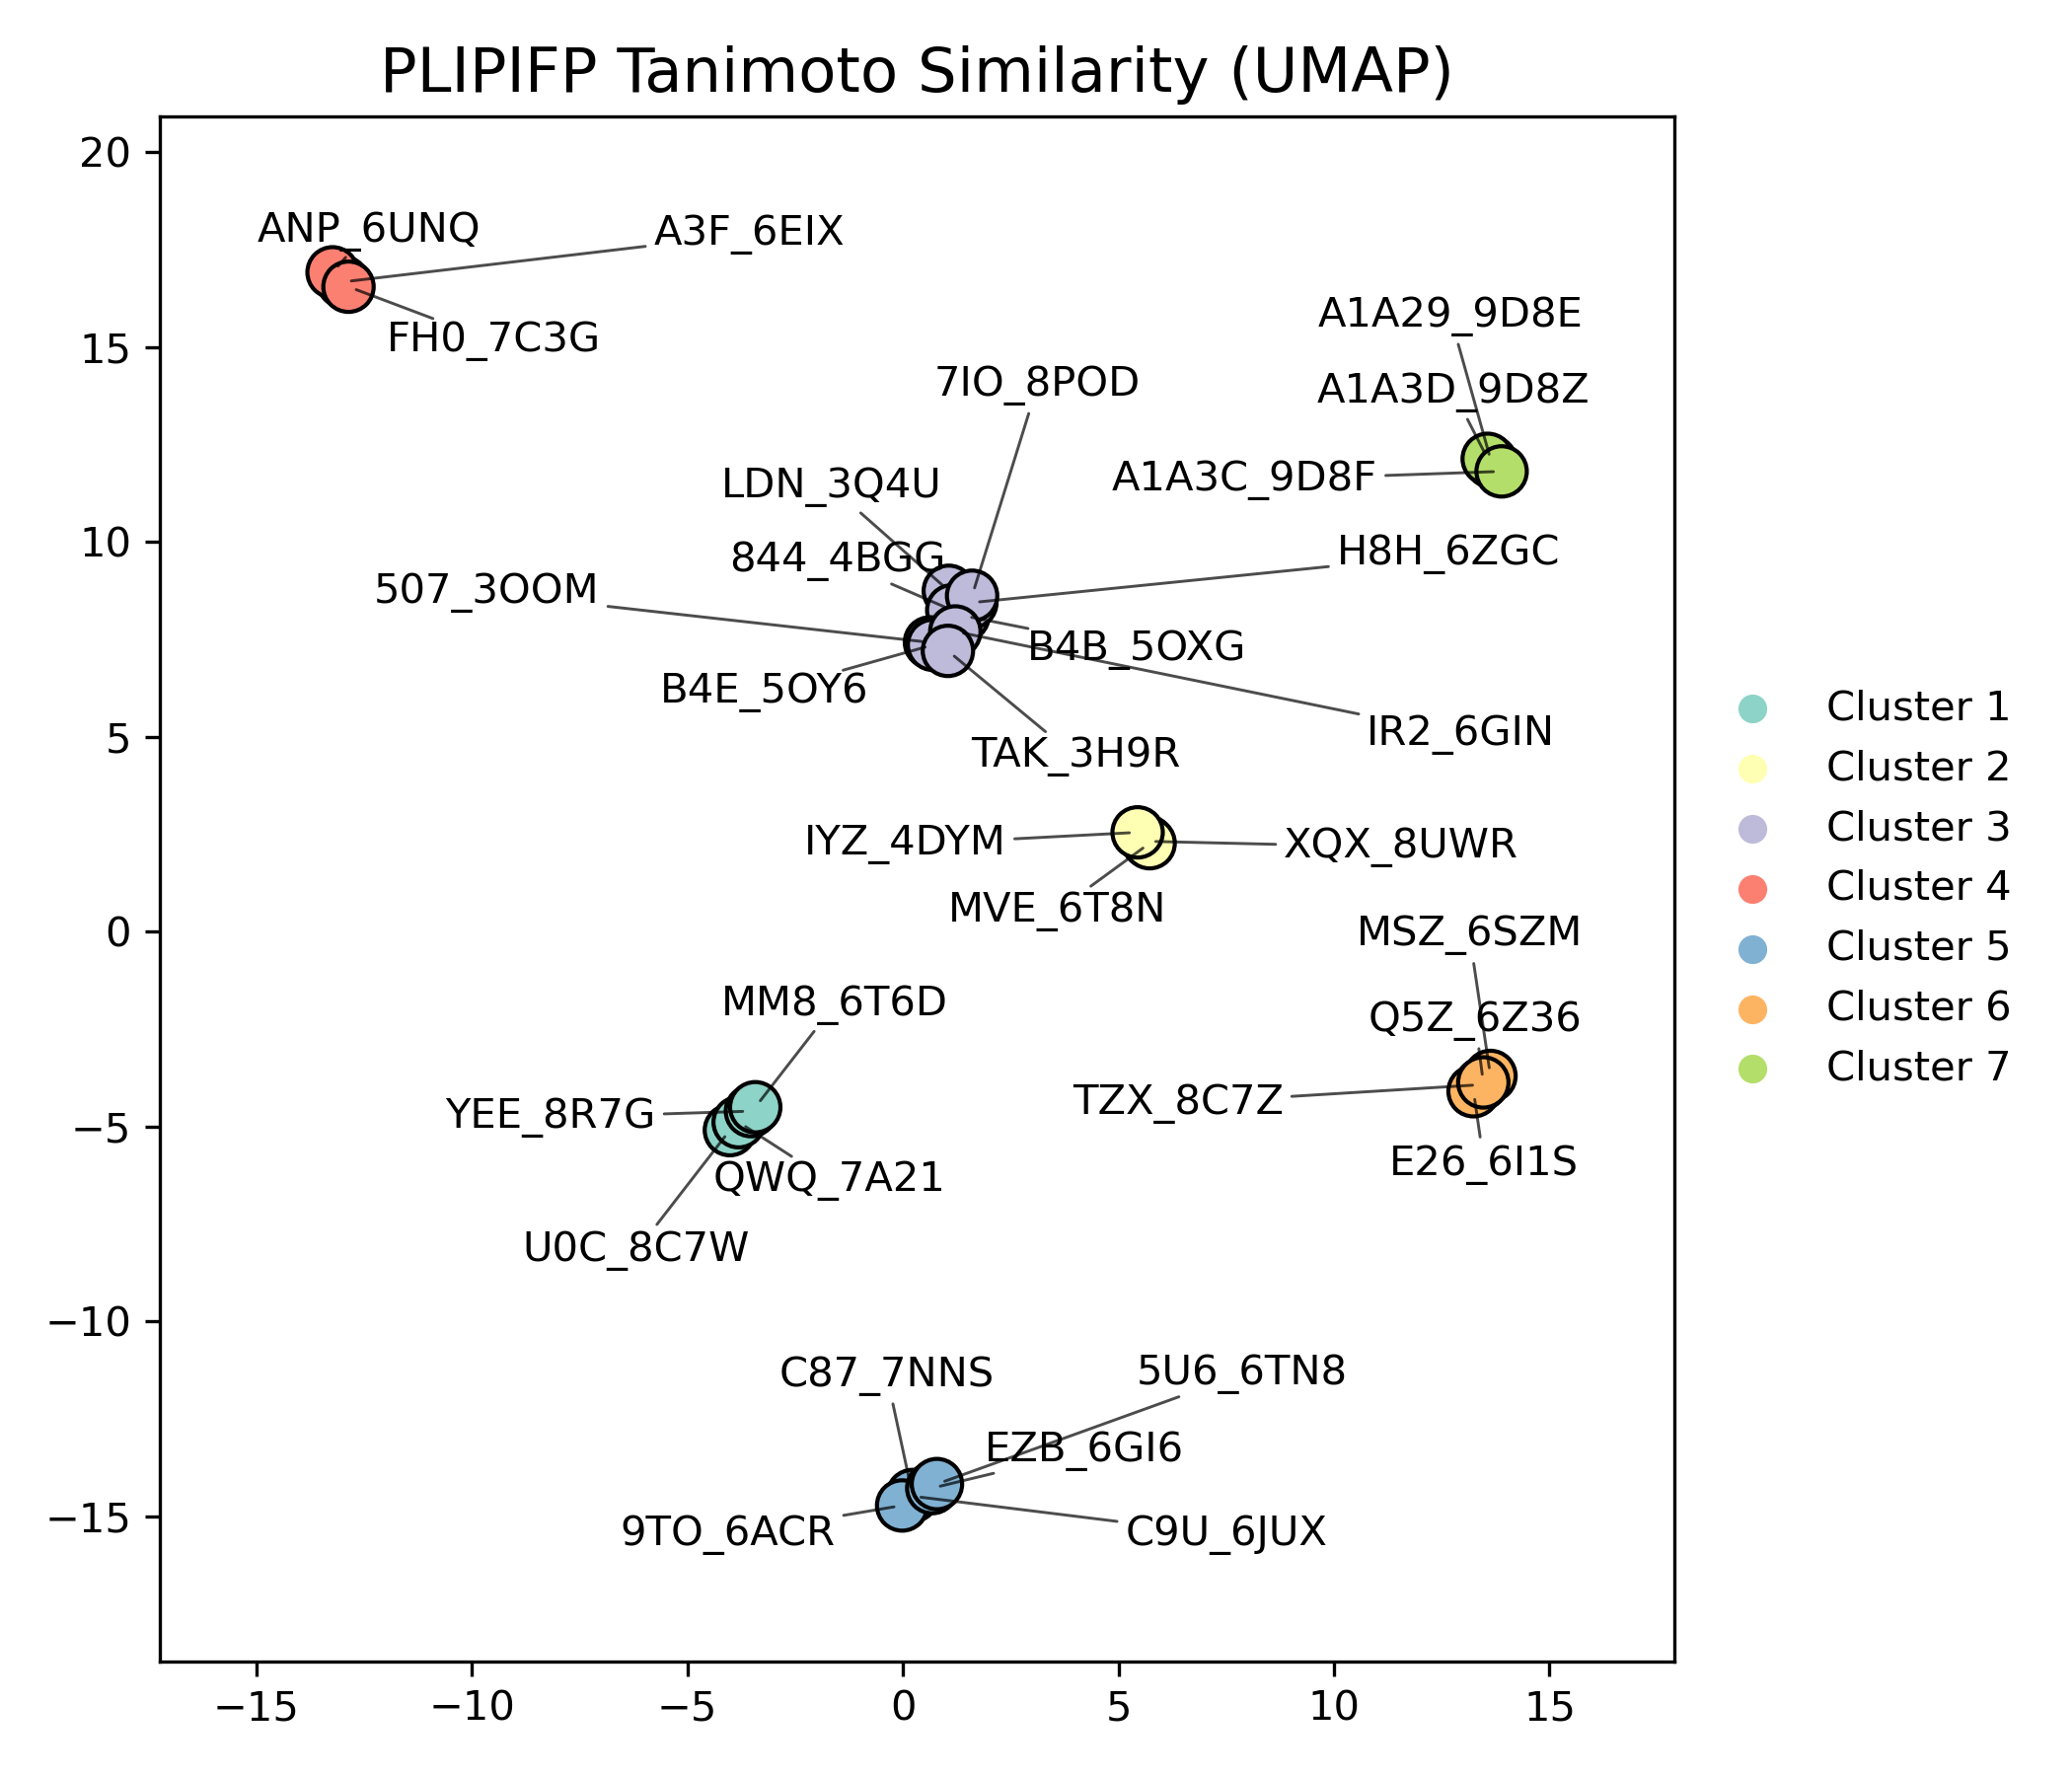 PLIPIFP Tanimoto Similarity (UMAP)
20
15
10
5
0
−5
−10
−15
ANP_6UNQ
A3F_6EIX
FH0_7C3G
A1A29_9D8E
7IO_8POD
A1A3D_9D8Z
LDN_3Q4U
A1A3C_9D8F
844_4BGG
H8H_6ZGC
507_3OOM
B4B_5OXG
B4E_5OY6
IR2_6GIN
TAK_3H9R
IYZ_4DYM
XQX_8UWR
MVE_6T8N
MSZ_6SZM
MM8_6T6D
Q5Z_6Z36
YEE_8R7G
TZX_8C7Z
QWQ_7A21
E26_6I1S
U0C_8C7W
C87_7NNS
5U6_6TN8
EZB_6GI6
9TO_6ACR
C9U_6JUX
−15
−10
−5
0
5
10
15
Cluster 1
Cluster 2
Cluster 3
Cluster 4
Cluster 5
Cluster 6
Cluster 7